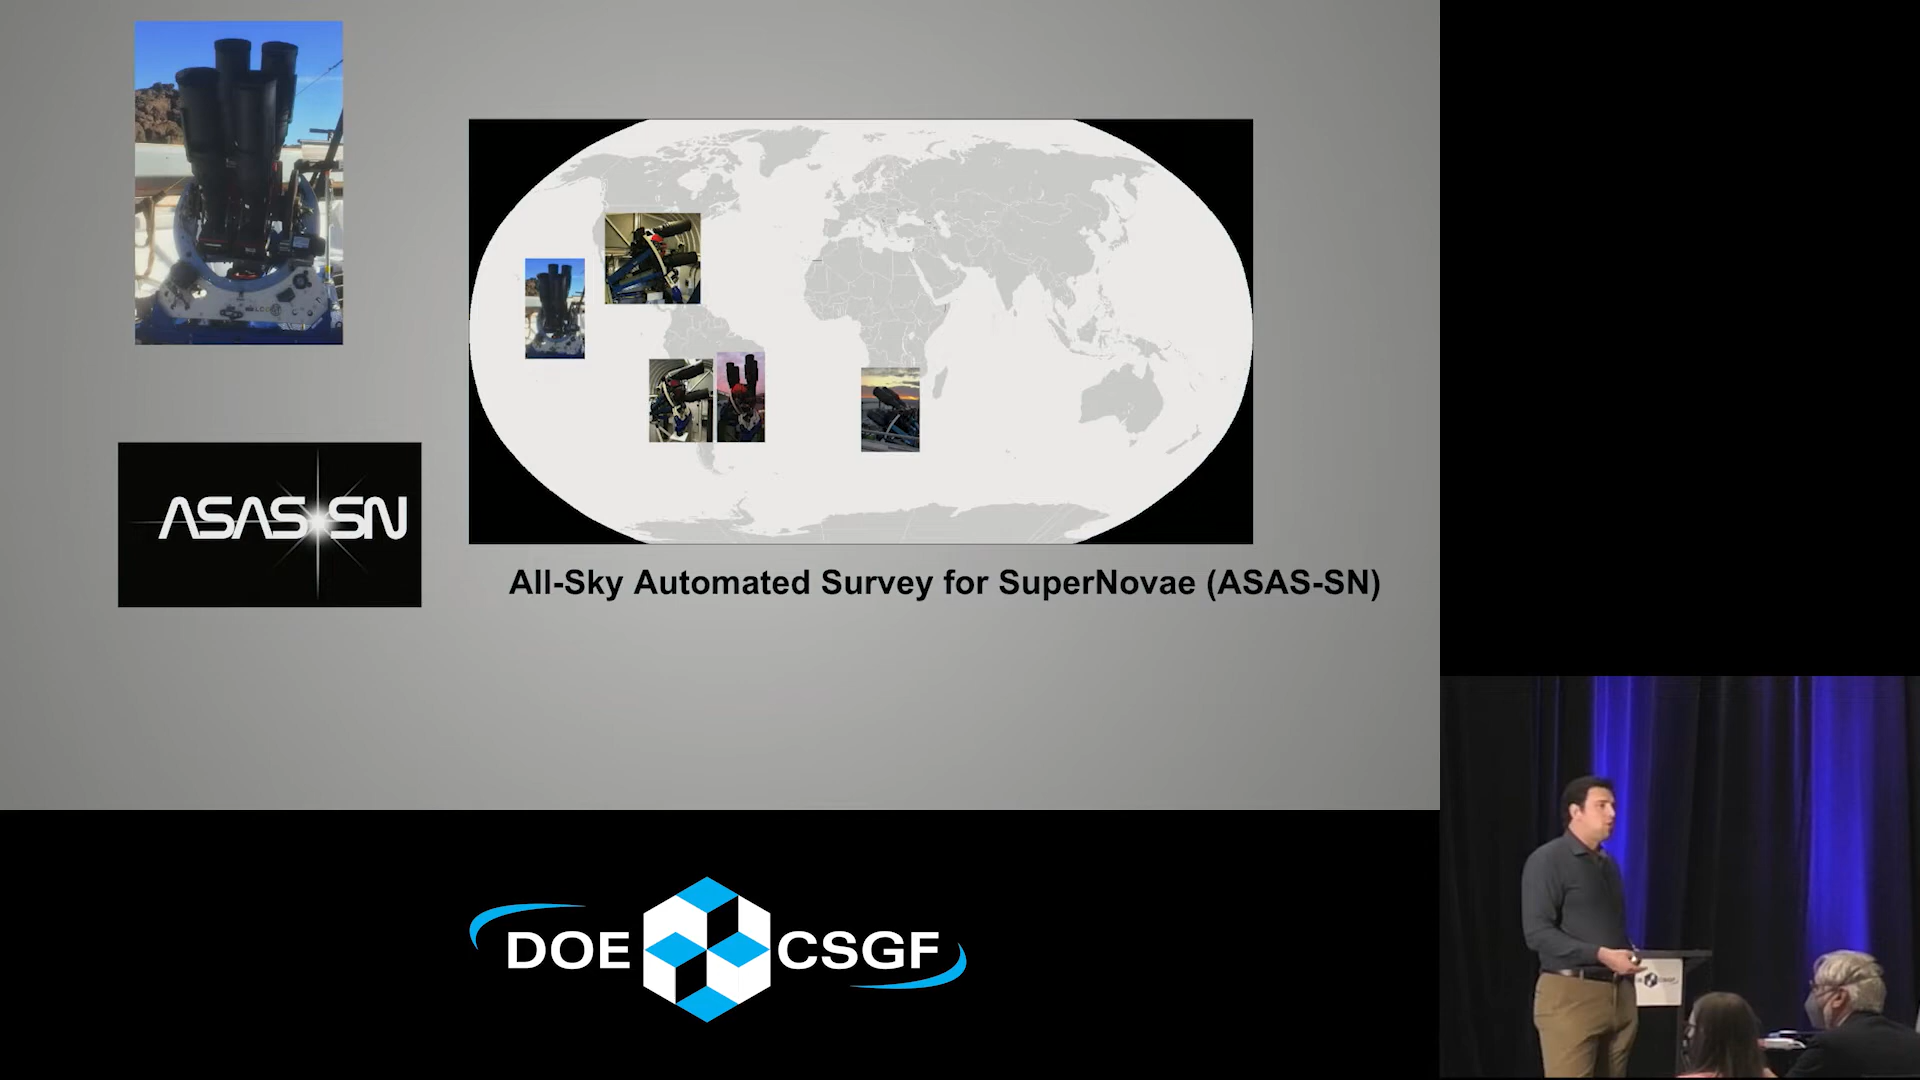 ASAS-SN
All-Sky Automated Survey for SuperNovae (ASAS-SN)
DOE CSGF